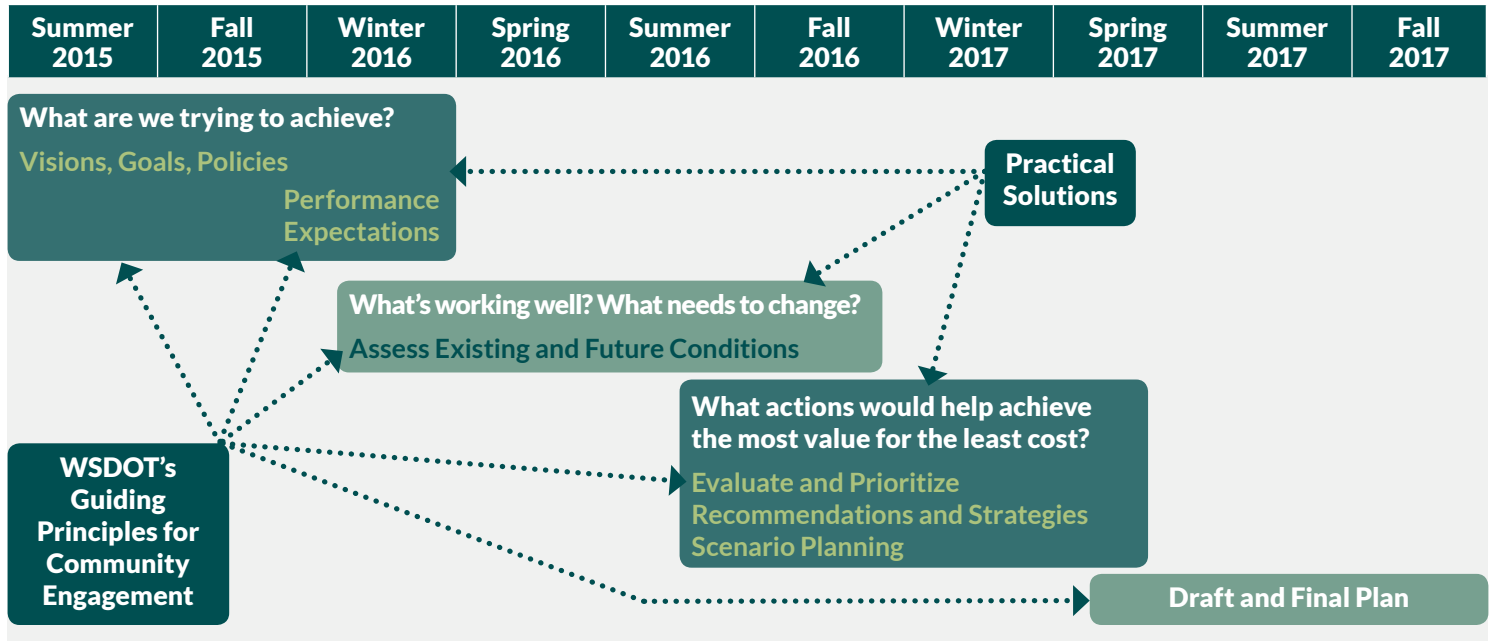 Summer
2015
Fall
2015
Winter
2016
Spring
2016
Summer
2016
Fall
2016
Winter
2017
Spring
2017
Summer
2017
Fall
2017
What are we trying to achieve?
Visions, Goals, Policies
Performance
Expectations
Practical
Solutions
What's working well? What needs to change?
Assess Existing and Future Conditions
What actions would help achieve
the most value for the least cost?
Evaluate and Prioritize
Recommendations and Strategies
Scenario Planning
WSDOT's
Guiding
Principles for
Community
Engagement
Draft and Final Plan